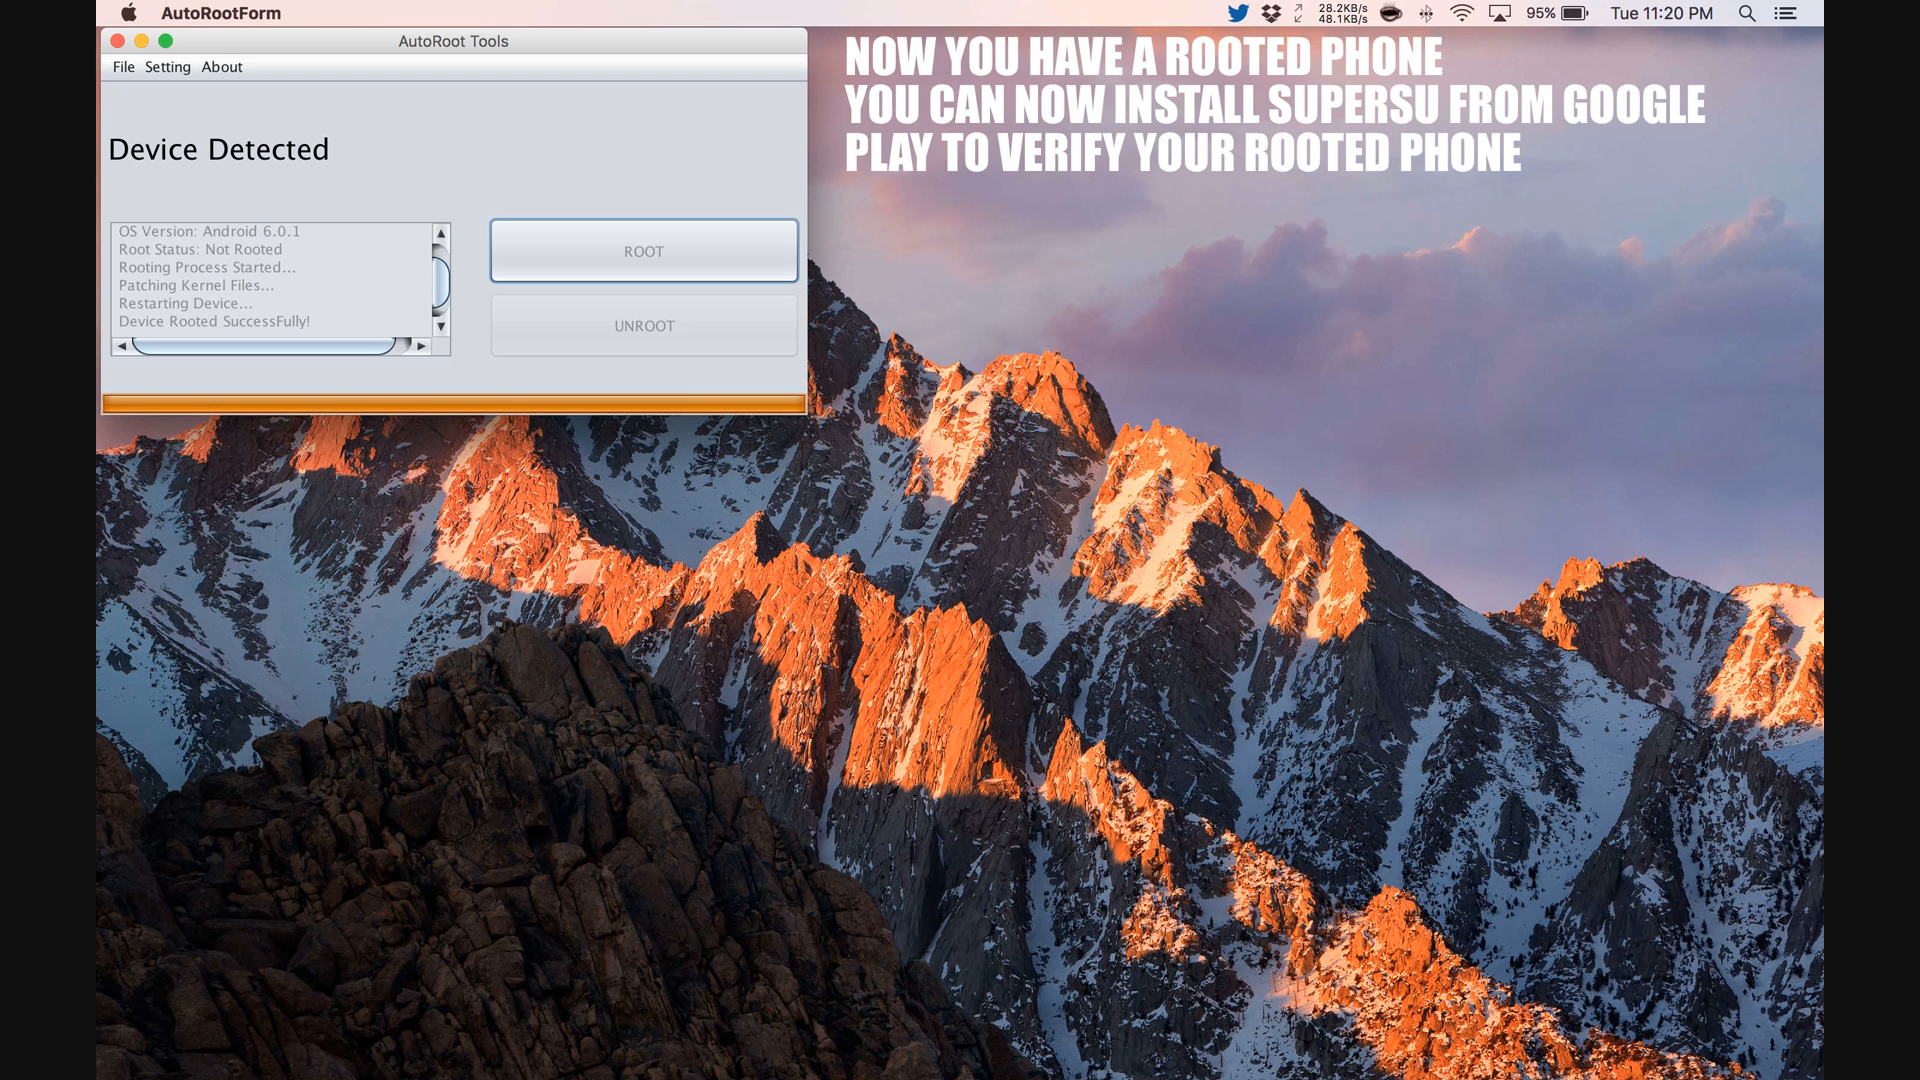 AutoRootForm
28.2KB/s
48.1KB/s
95%
Tue 11:20 PM
AutoRoot Tools
File Setting About
Device Detected
OS Version: Android 6.0.1
Root Status: Not Rooted
Rooting Process Started...
Patching Kernel Files...
Restarting Device...
Device Rooted SuccessFully!
ROOT
UNROOT
NOW YOU HAVE A ROOTED PHONE
YOU CAN NOW INSTALL SUPERSU FROM GOOGLE
PLAY TO VERIFY YOUR ROOTED PHONE